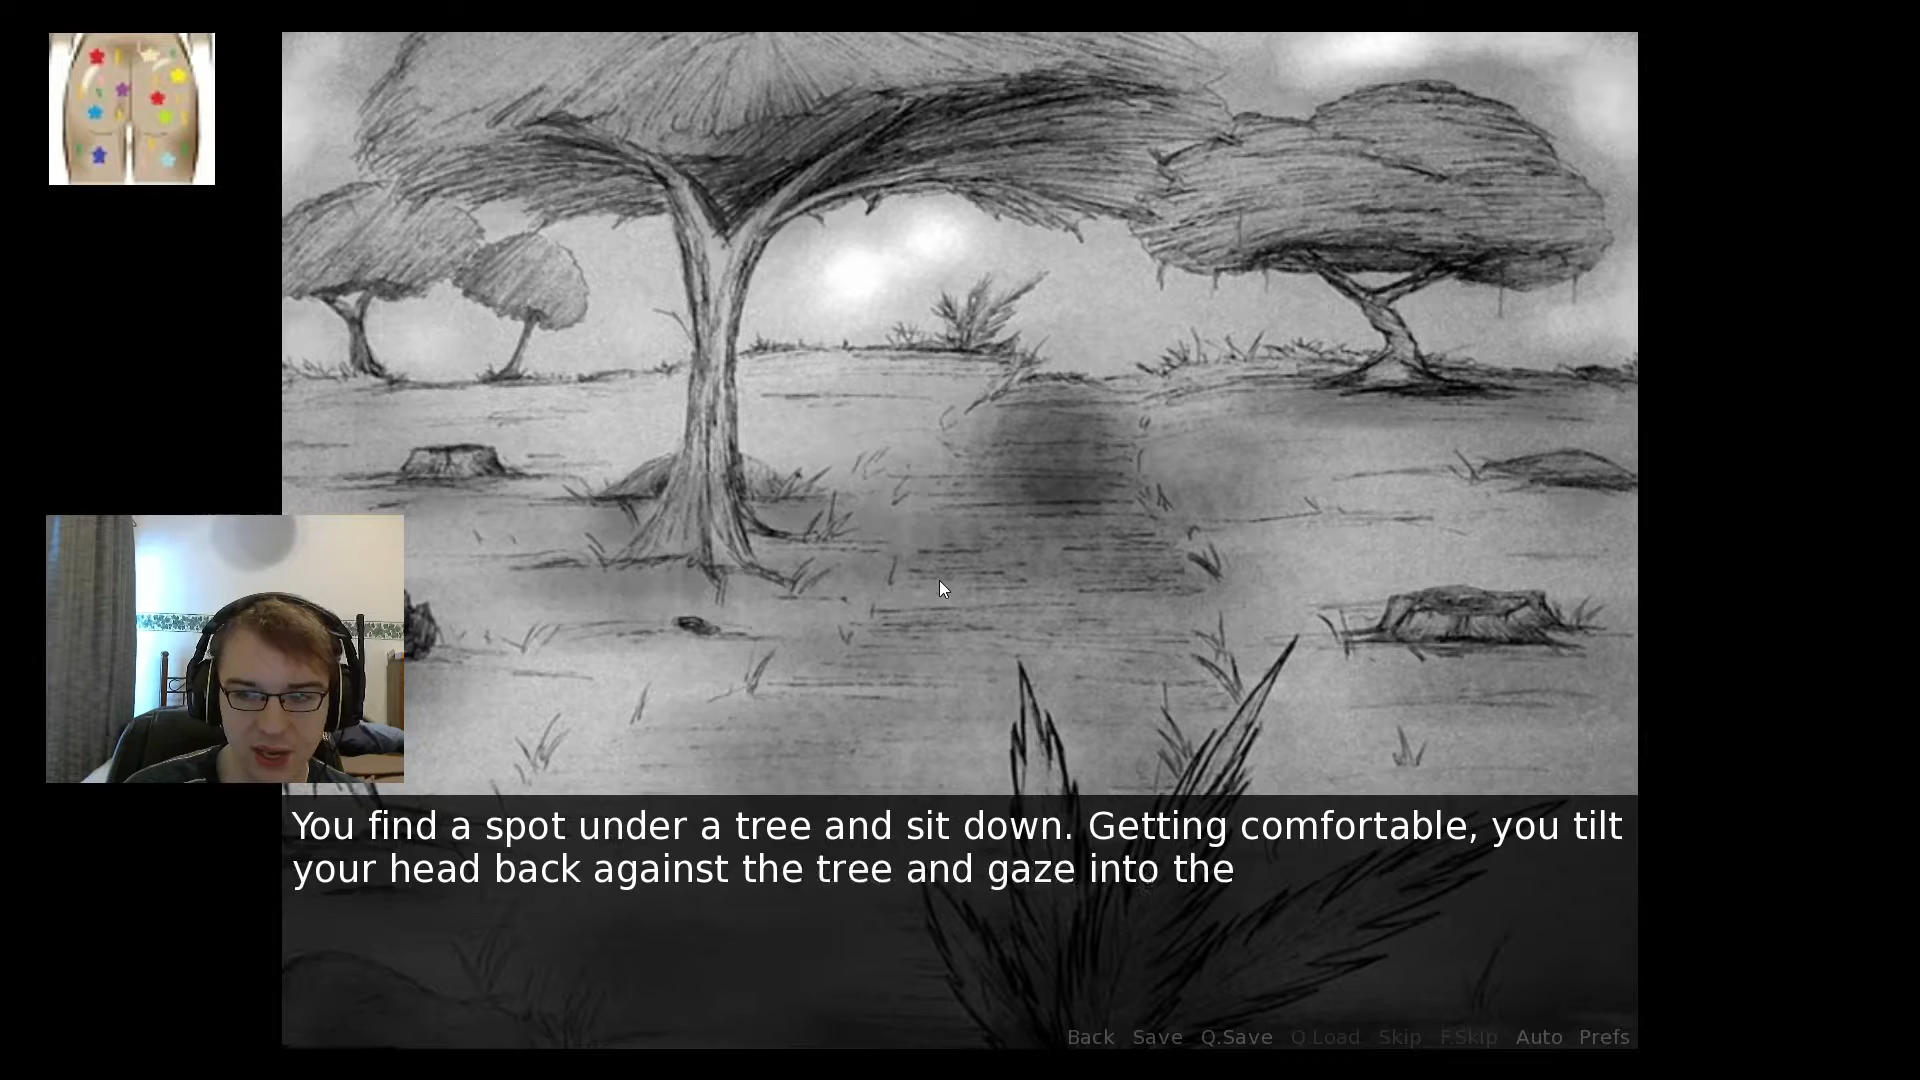 You find a spot under a tree and sit down. Getting comfortable, you tilt
your head back against the tree and gaze into the
Back Save Q.Save Q.Load Skip F.Skip Auto Prefs